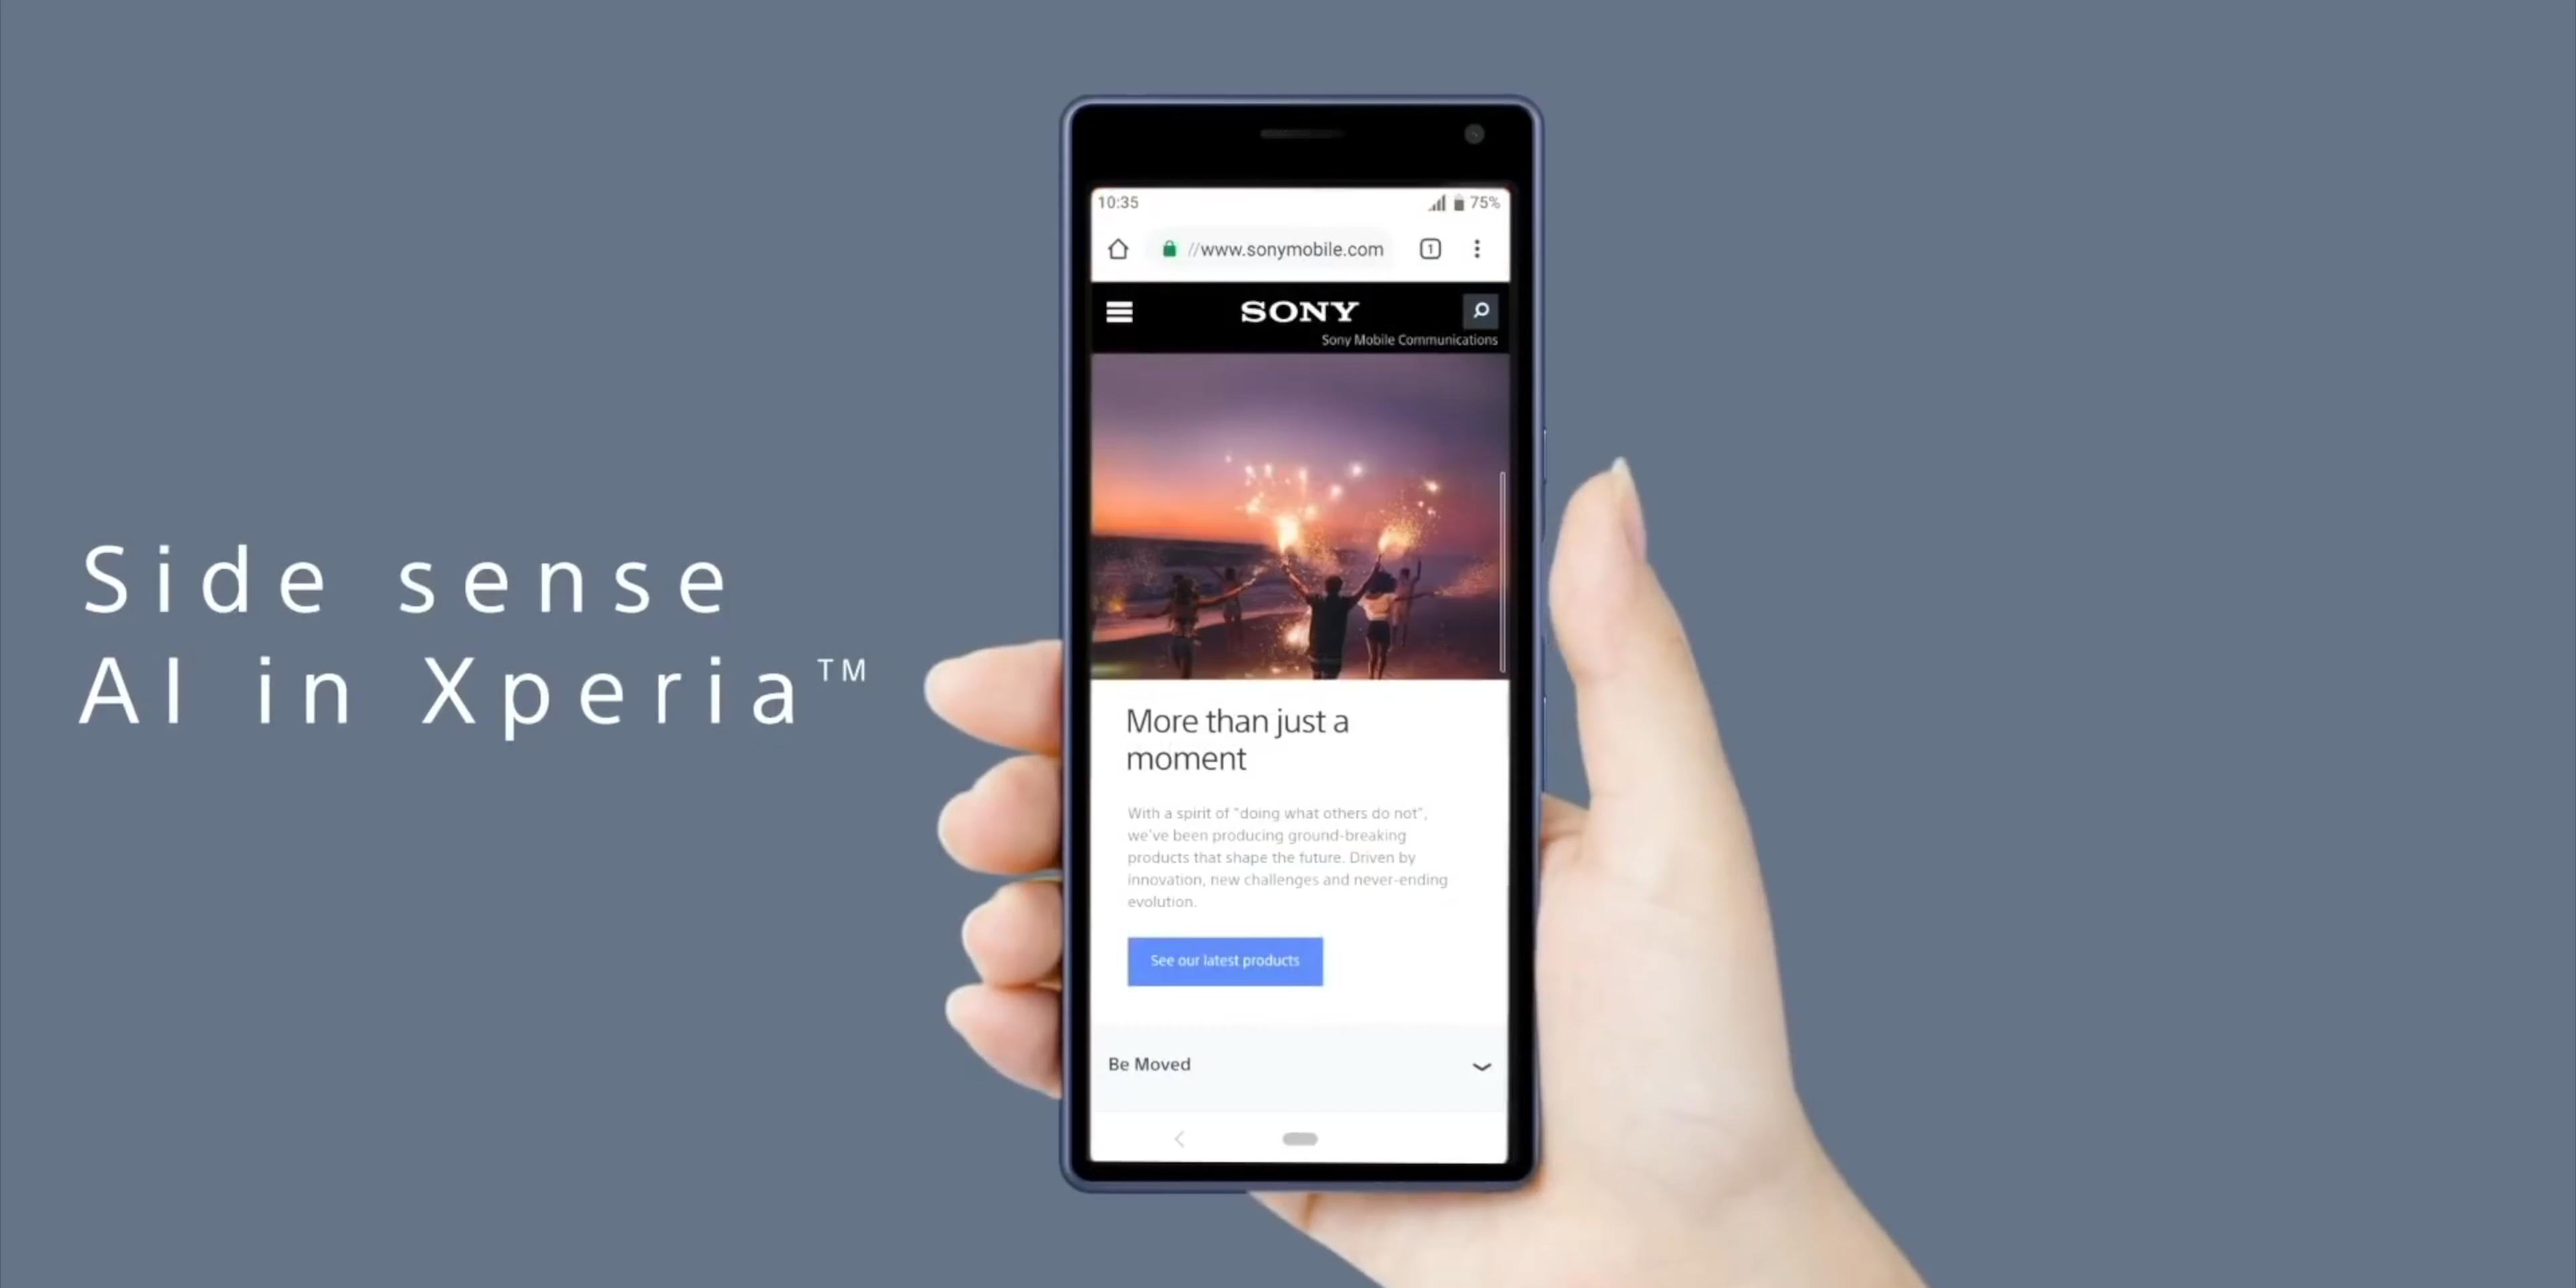 Side sense
AI in Xperia™
10:35
75%
//www.sonymobile.com
1
SONY
Sony Mobile Communications
More than just a
moment
With a spirit of "doing what others do not",
we've been producing ground-breaking
products that shape the future. Driven by
innovation, new challenges and never-ending
evolution.
See our latest products
Be Moved